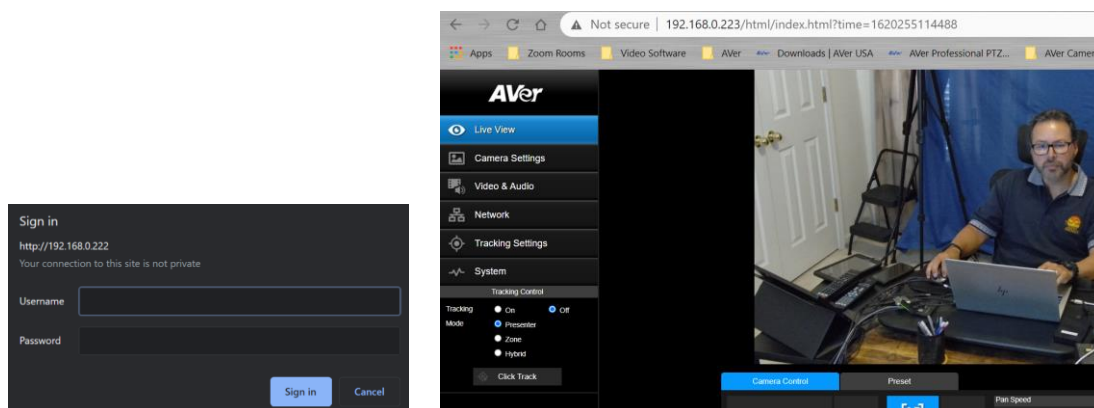 Sign in
http://192.168.0.222
Your connection to this site is not private
Username
Password
Sign in Cancel
Not secure | 192.168.0.223/html/index.html?time=1620255114488
Apps Zoom Rooms Video Software AVer AVer Downloads | AVer USA AVer AVer Professional PTZ... AVer Camer
AVer
Live View
Camera Settings
Video & Audio
Network
Tracking Settings
System
Tracking Control
Tracking On Off
Mode Presenter
Zone
Hybrid
Click Track
Camera Control Preset
Pan Speed
hp